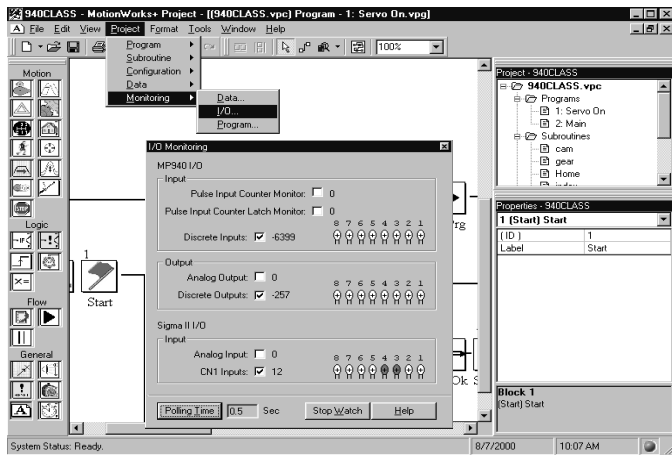 940CLASS - MotionWorks+ Project - [(940CLASS.vpc) Program - 1: Servo On.vpg]
File Edit View Project Format Tools Window Help
100%
Program
Subroutine
Configuration
Data
Monitoring
Data...
I/O...
Program...
Motion
Logic
Flow
General
1
Start
I/O Monitoring
MP940 I/O
Input
Pulse Input Counter Monitor: 0
Pulse Input Counter Latch Monitor: 0
8 7 6 5 4 3 2 1
Discrete Inputs: -6399
Output
Analog Output: 0
8 7 6 5 4 3 2 1
Discrete Outputs: -257
Sigma II I/O
Input
Analog Input: 0
8 7 6 5 4 3 2 1
CN1 Inputs: 12
Polling Time 0.5 Sec Stop Watch Help
rg
Ok S
Project - 940CLASS
940CLASS.vpc
Programs
1: Servo On
2: Main
Subroutines
cam
gear
Home
Properties - 940CLASS
1 (Start) Start
(ID) 1
Label Start
Block 1
(Start) Start
System Status: Ready. 8/7/2000 10:07 AM